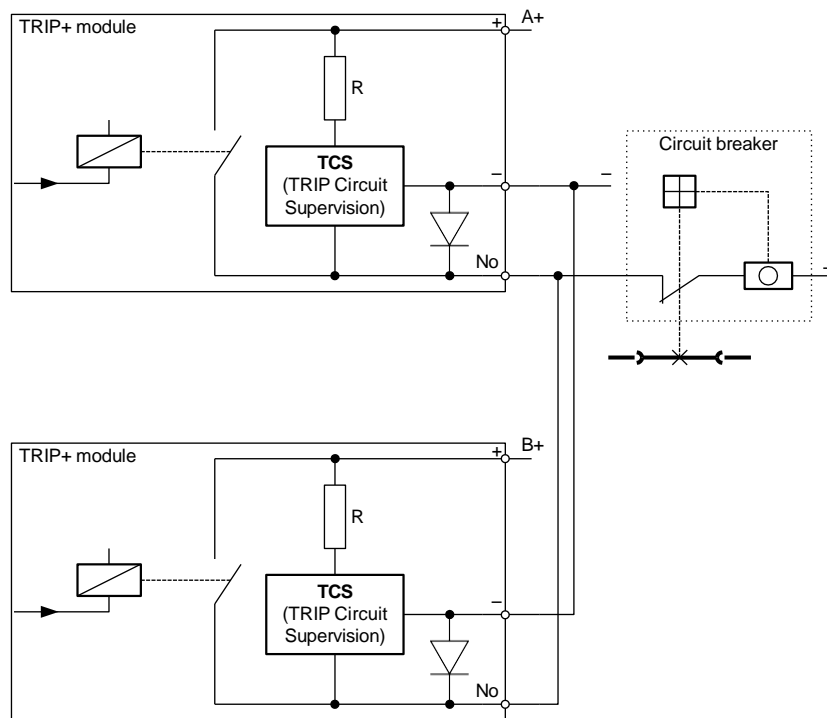 TRIP+ module
+
A+
R
TCS
(TRIP Circuit
Supervision)
–
–
No
Circuit breaker
–
TRIP+ module
+
B+
R
TCS
(TRIP Circuit
Supervision)
–
No